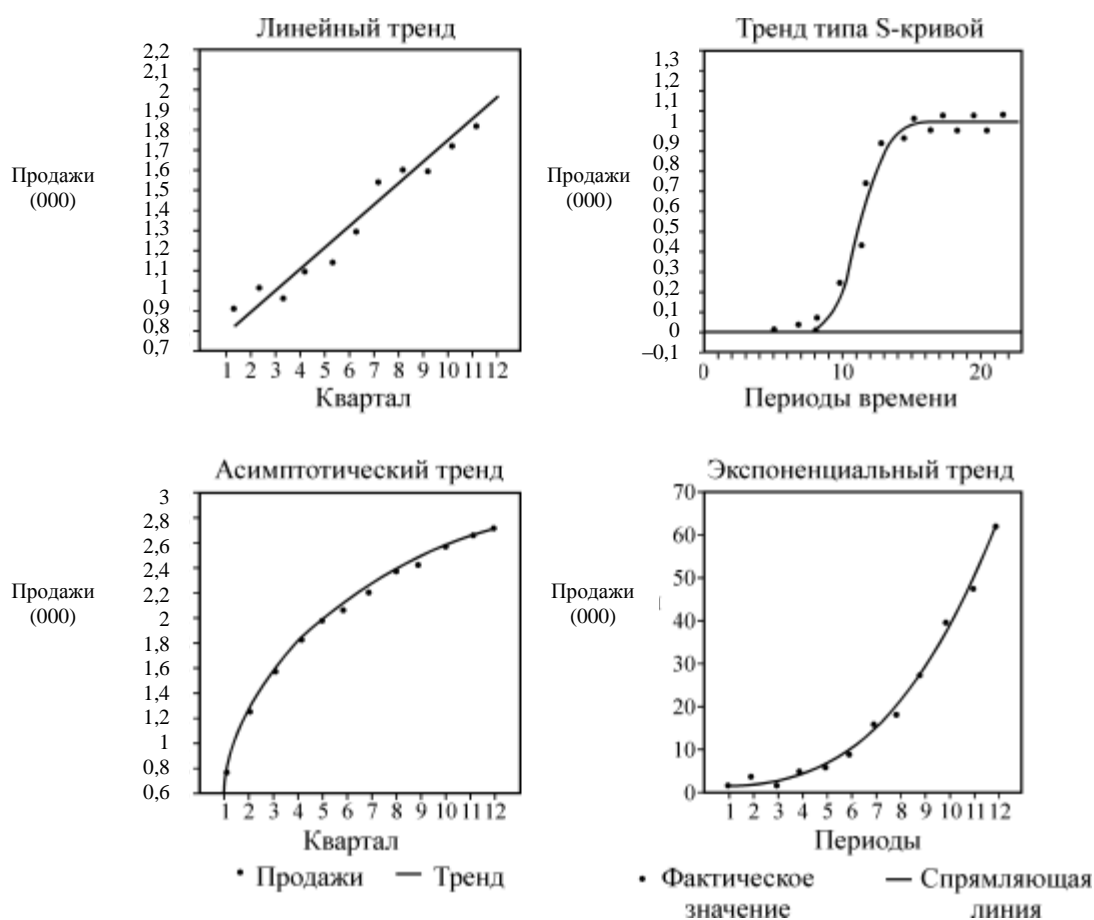 Линейный тренд
2,2
2,1
2
1,9
1,8
1,7
1,6
1,5
1,4
1,3
1,2
1,1
1
0,9
0,8
0,7
Продажи
(000)
1 2 3 4 5 6 7 8 9 10 11 12
Квартал
Тренд типа S-кривой
1,3
1,2
1,1
1
0,9
0,8
0,7
0,6
0,5
0,4
0,3
0,2
0,1
0
–0,1
Продажи
(000)
0 10 20
Периоды времени
Асимптотический тренд
3
2,8
2,6
2,4
2,2
2
1,8
1,6
1,4
1,2
1
0,8
0,6
Продажи
(000)
1 2 3 4 5 6 7 8 9 10 11 12
Квартал
• Продажи — Тренд
Экспоненциальный тренд
70
60
50
40
30
20
10
0
Продажи
(000)
1 2 3 4 5 6 7 8 9 10 11 12
Периоды
• Фактическое — Спрямляющая
значение линия